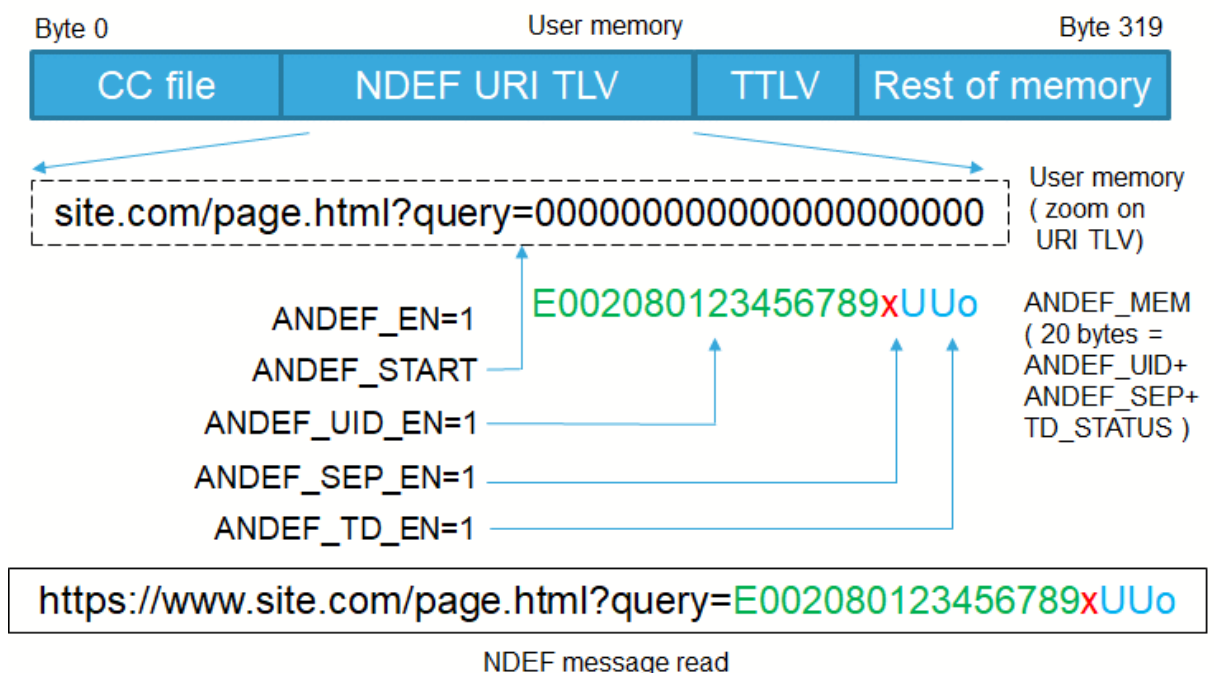 Byte 0 User memory Byte 319
CC file NDEF URI TLV TTLV Rest of memory
site.com/page.html?query=00000000000000000000
User memory
( zoom on
URI TLV)
E002080123456789xUUo
ANDEF_EN=1
ANDEF_START
ANDEF_UID_EN=1
ANDEF_SEP_EN=1
ANDEF_TD_EN=1
ANDEF_MEM
( 20 bytes =
ANDEF_UID+
ANDEF_SEP+
TD_STATUS )
https://www.site.com/page.html?query=E002080123456789xUUo
NDEF message read